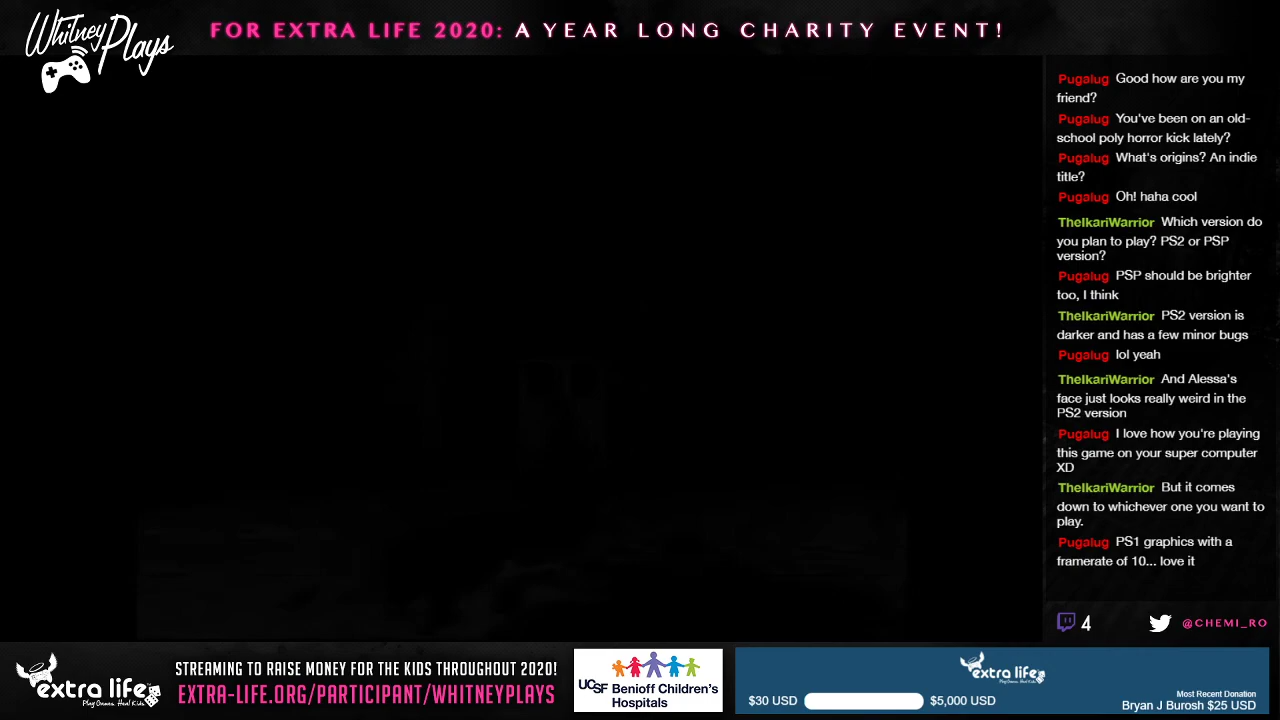 Whitney Plays
FOR EXTRA LIFE 2020: A YEAR LONG CHARITY EVENT!
Pugalug Good how are you my
friend?
Pugalug You've been on an old-
school poly horror kick lately?
Pugalug What's origins? An indie
title?
Pugalug Oh! haha cool
TheIkariWarrior Which version do
you plan to play? PS2 or PSP
version?
Pugalug PSP should be brighter
too, I think
TheIkariWarrior PS2 version is
darker and has a few minor bugs
Pugalug lol yeah
TheIkariWarrior And Alessa's
face just looks really weird in the
PS2 version
Pugalug I love how you're playing
this game on your super computer
XD
TheIkariWarrior But it comes
down to whichever one you want to
play.
Pugalug PS1 graphics with a
framerate of 10... love it
4 @CHEMI_RO
extra life
Play Games. Heal Kids.
STREAMING TO RAISE MONEY FOR THE KIDS THROUGHOUT 2020!
EXTRA-LIFE.ORG/PARTICIPANT/WHITNEYPLAYS
UCSF Benioff Children's
Hospitals
extra life
Play Games. Heal Kids.
$30 USD $5,000 USD
Most Recent Donation
Bryan J Burosh $25 USD